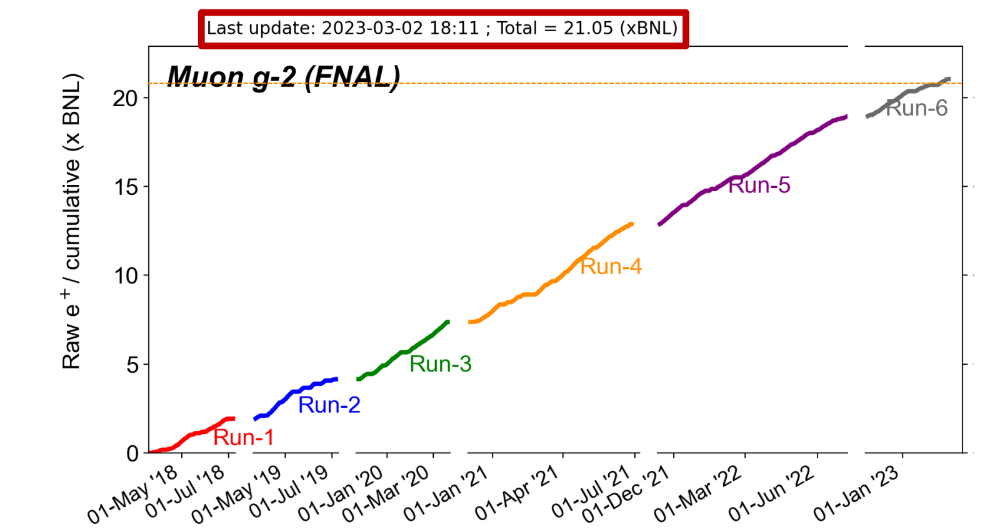 Last update: 2023-03-02 18:11 ; Total = 21.05 (xBNL)
Muon g-2 (FNAL)
Raw e+ / cumulative (x BNL)
20
15
10
5
0
Run-1
Run-2
Run-3
Run-4
Run-5
Run-6
01-May '18
01-Jul '18
01-May '19
01-Jul '19
01-Jan '20
01-Mar '20
01-Jan '21
01-Apr '21
01-Jul '21
01-Dec '21
01-Mar '22
01-Jun '22
01-Jan '23